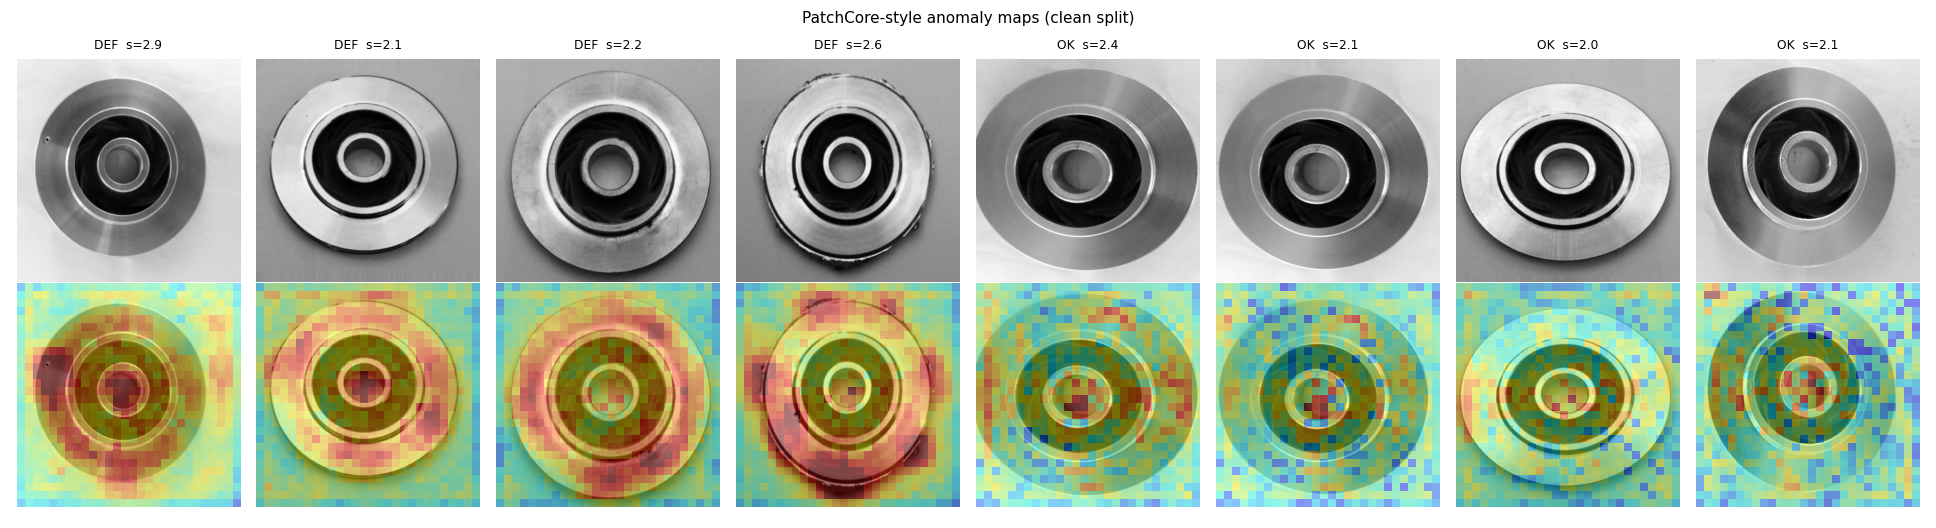 PatchCore-style anomaly maps (clean split)
DEF s=2.9
DEF s=2.1
DEF s=2.2
DEF s=2.6
OK s=2.4
OK s=2.1
OK s=2.0
OK s=2.1